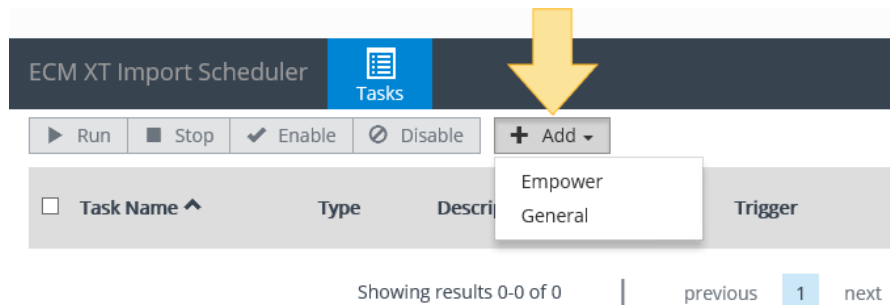 ECM XT Import Scheduler
Tasks
Run Stop Enable Disable Add
Empower
General
Task Name Type Descri Trigger
Showing results 0-0 of 0 previous 1 next